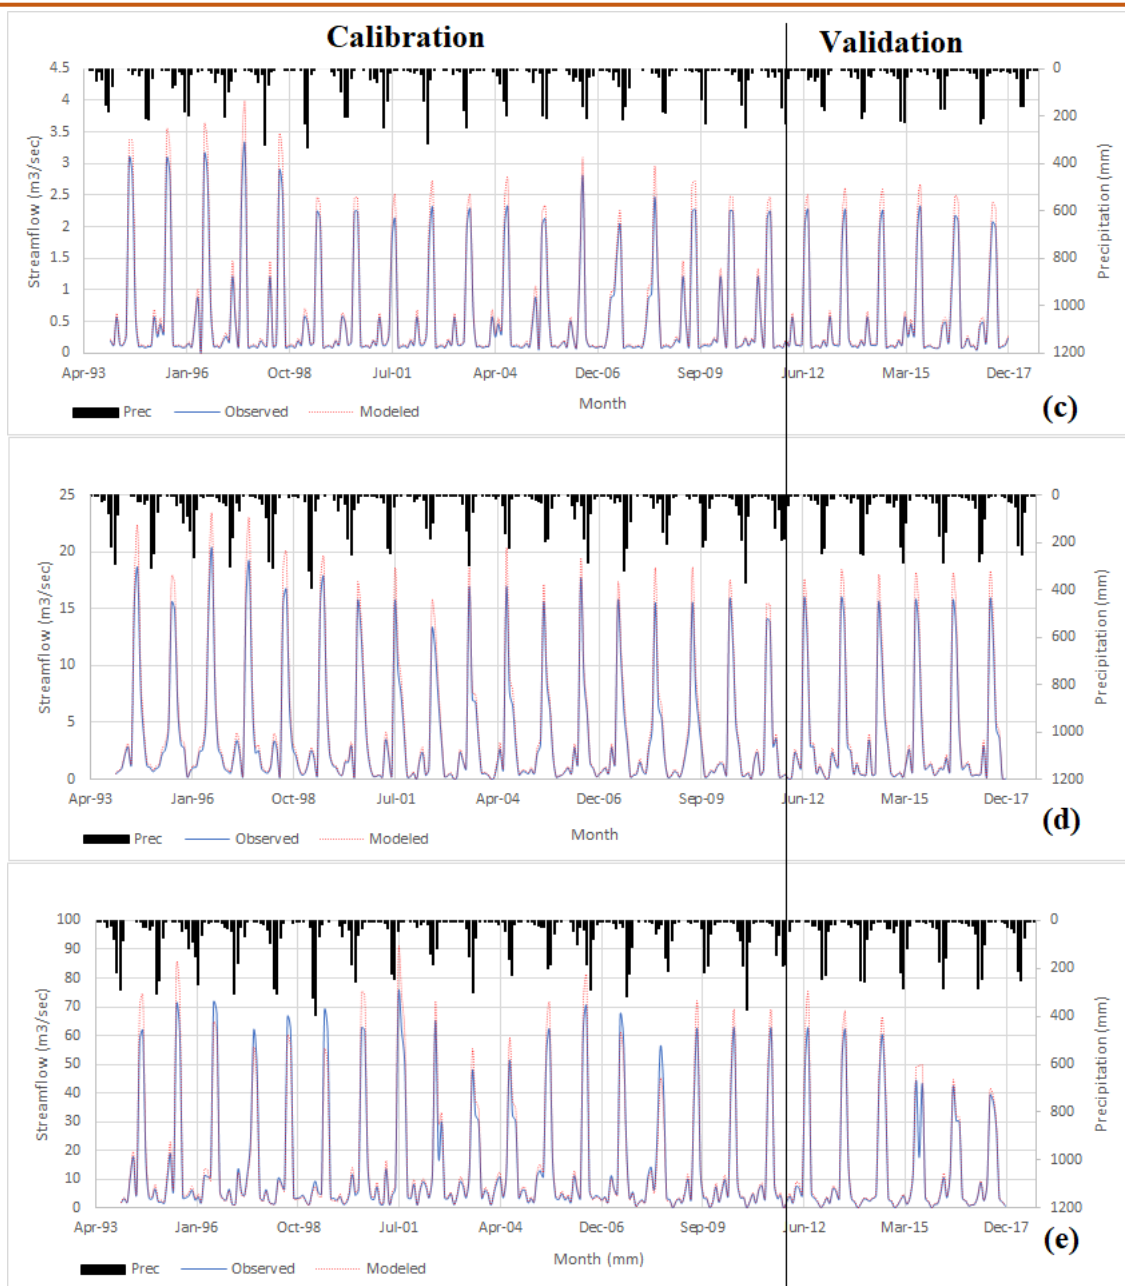 Calibration Validation
4.5 0
4
3.5 200
3 400
2.5
600
2
1.5 800
1 1000
0.5
0 1200
Streamflow (m3/sec)
Precipitation (mm)
Apr-93 Jan-96 Oct-98 Jul-01 Apr-04 Dec-06 Sep-09 Jun-12 Mar-15 Dec-17
Month
Prec Observed Modeled
(c)
25 0
200
20
400
15
600
10
800
5 1000
0 1200
Streamflow (m3/sec)
Precipitation (mm)
Apr-93 Jan-96 Oct-98 Jul-01 Apr-04 Dec-06 Sep-09 Jun-12 Mar-15 Dec-17
Month
Prec Observed Modeled
(d)
100 0
90
80 200
70
60 400
50 600
40
30 800
20 1000
10
0 1200
Streamflow (m3/sec)
Precipitation (mm)
Apr-93 Jan-96 Oct-98 Jul-01 Apr-04 Dec-06 Sep-09 Jun-12 Mar-15 Dec-17
Month (mm)
Prec Observed Modeled
(e)